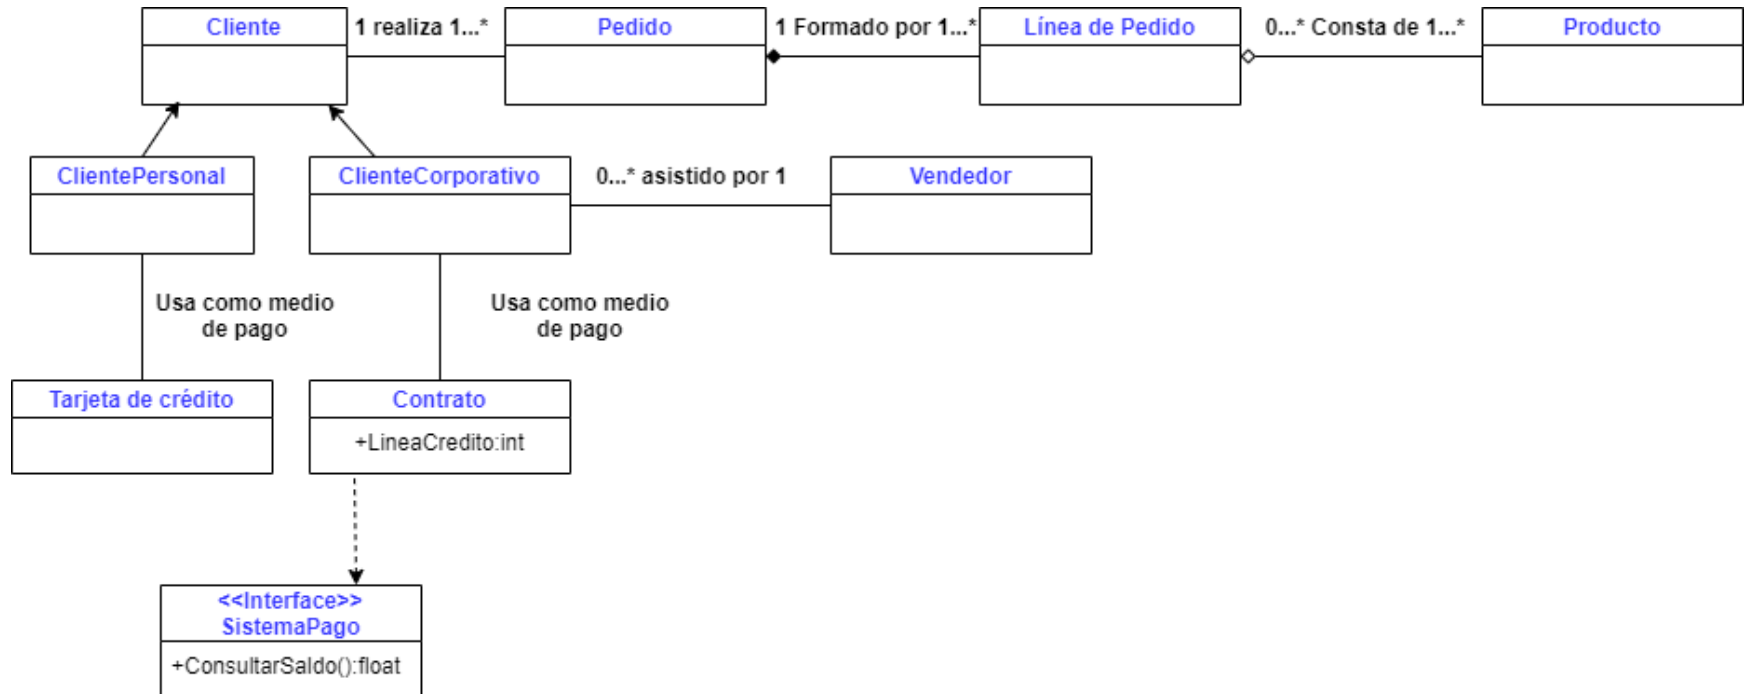 Cliente
1 realiza 1...*
Pedido
1 Formado por 1...*
Línea de Pedido
0...* Consta de 1...*
Producto
ClientePersonal
ClienteCorporativo
0...* asistido por 1
Vendedor
Usa como medio
de pago
Usa como medio
de pago
Tarjeta de crédito
Contrato
+LineaCredito:int
<<Interface>>
SistemaPago
+ConsultarSaldo():float